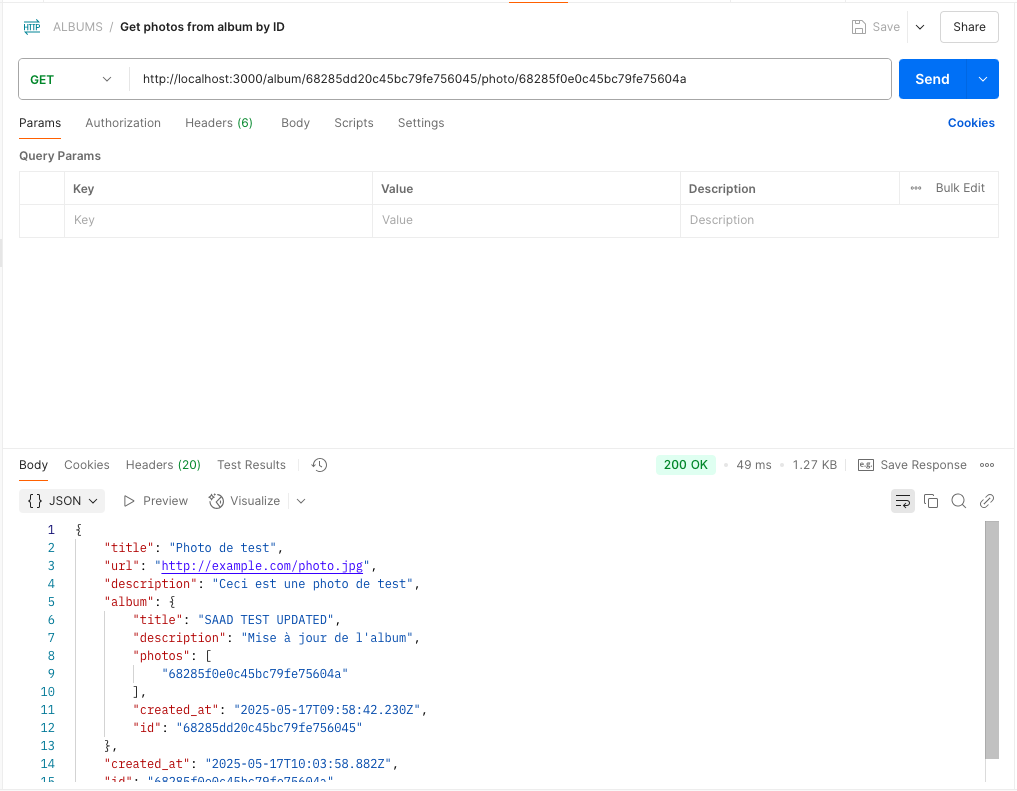 HTTP ALBUMS / Get photos from album by ID Save Share
GET http://localhost:3000/album/68285dd20c45bc79fe756045/photo/68285f0e0c45bc79fe75604a Send
Params Authorization Headers (6) Body Scripts Settings Cookies
Query Params
Key Value Description Bulk Edit
Key Value Description
Body Cookies Headers (20) Test Results 200 OK 49 ms 1.27 KB e.g. Save Response
{} JSON Preview Visualize
1 {
2 "title": "Photo de test",
3 "url": "http://example.com/photo.jpg",
4 "description": "Ceci est une photo de test",
5 "album": {
6 "title": "SAAD TEST UPDATED",
7 "description": "Mise à jour de l'album",
8 "photos": [
9 "68285f0e0c45bc79fe75604a"
10 ],
11 "created_at": "2025-05-17T09:58:42.230Z",
12 "id": "68285dd20c45bc79fe756045"
13 },
14 "created_at": "2025-05-17T10:03:58.882Z",
15 "id": "68285f0e0c45bc79fe75604a"